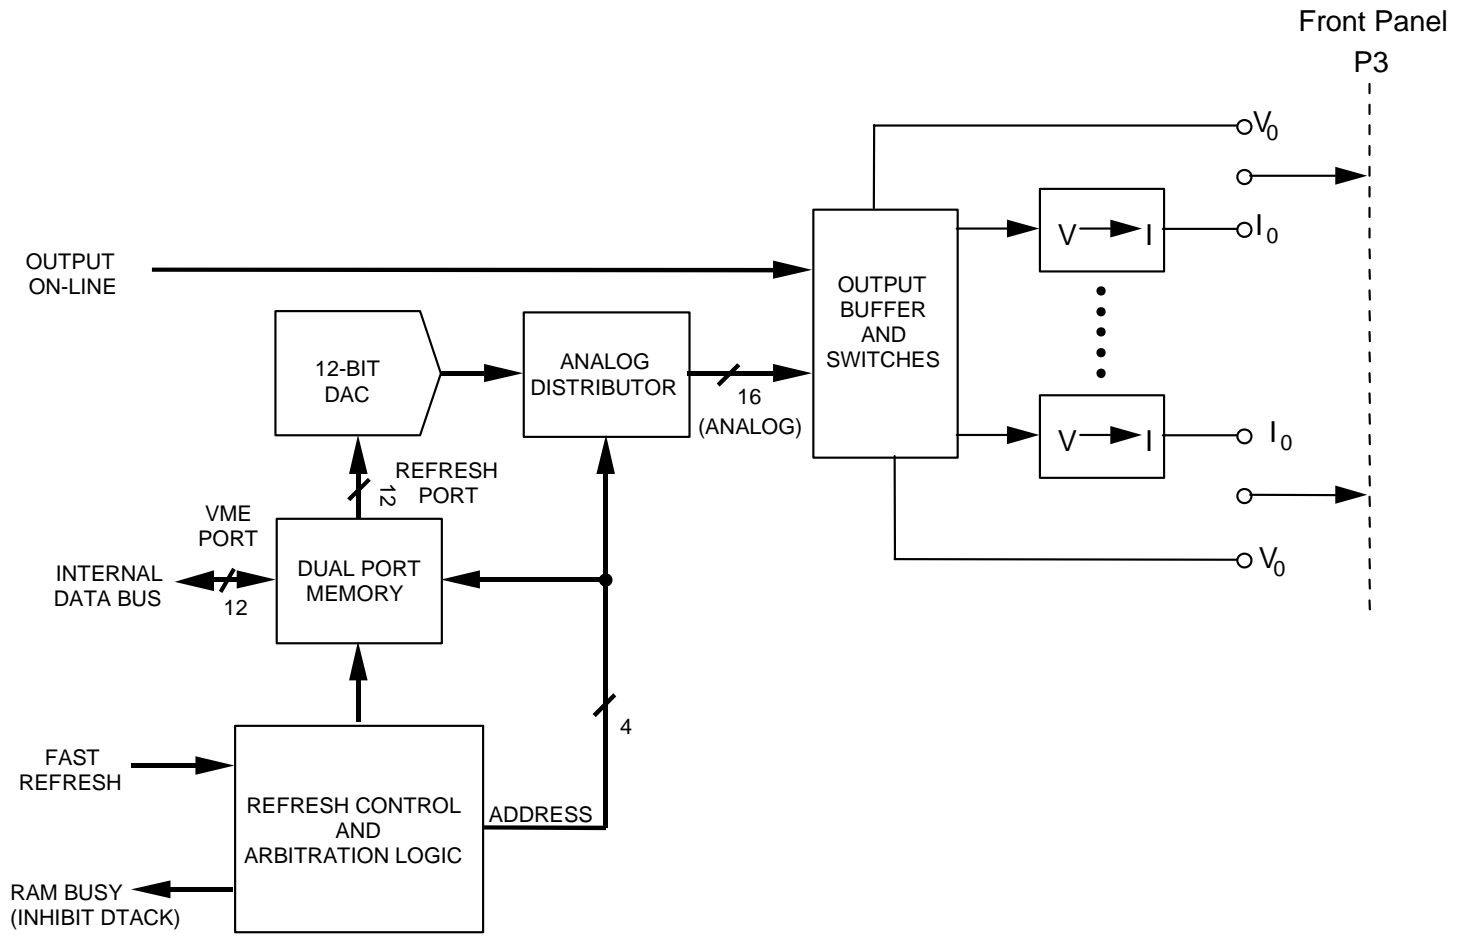 Front Panel
P3
V0
I0
V I
OUTPUT
ON-LINE
OUTPUT
BUFFER
AND
SWITCHES
12-BIT
DAC
ANALOG
DISTRIBUTOR
16
(ANALOG)
V I
I0
REFRESH
PORT
12
VME
PORT
V0
INTERNAL
DATA BUS
12
DUAL PORT
MEMORY
4
FAST
REFRESH
REFRESH CONTROL
AND
ARBITRATION LOGIC
ADDRESS
RAM BUSY
(INHIBIT DTACK)